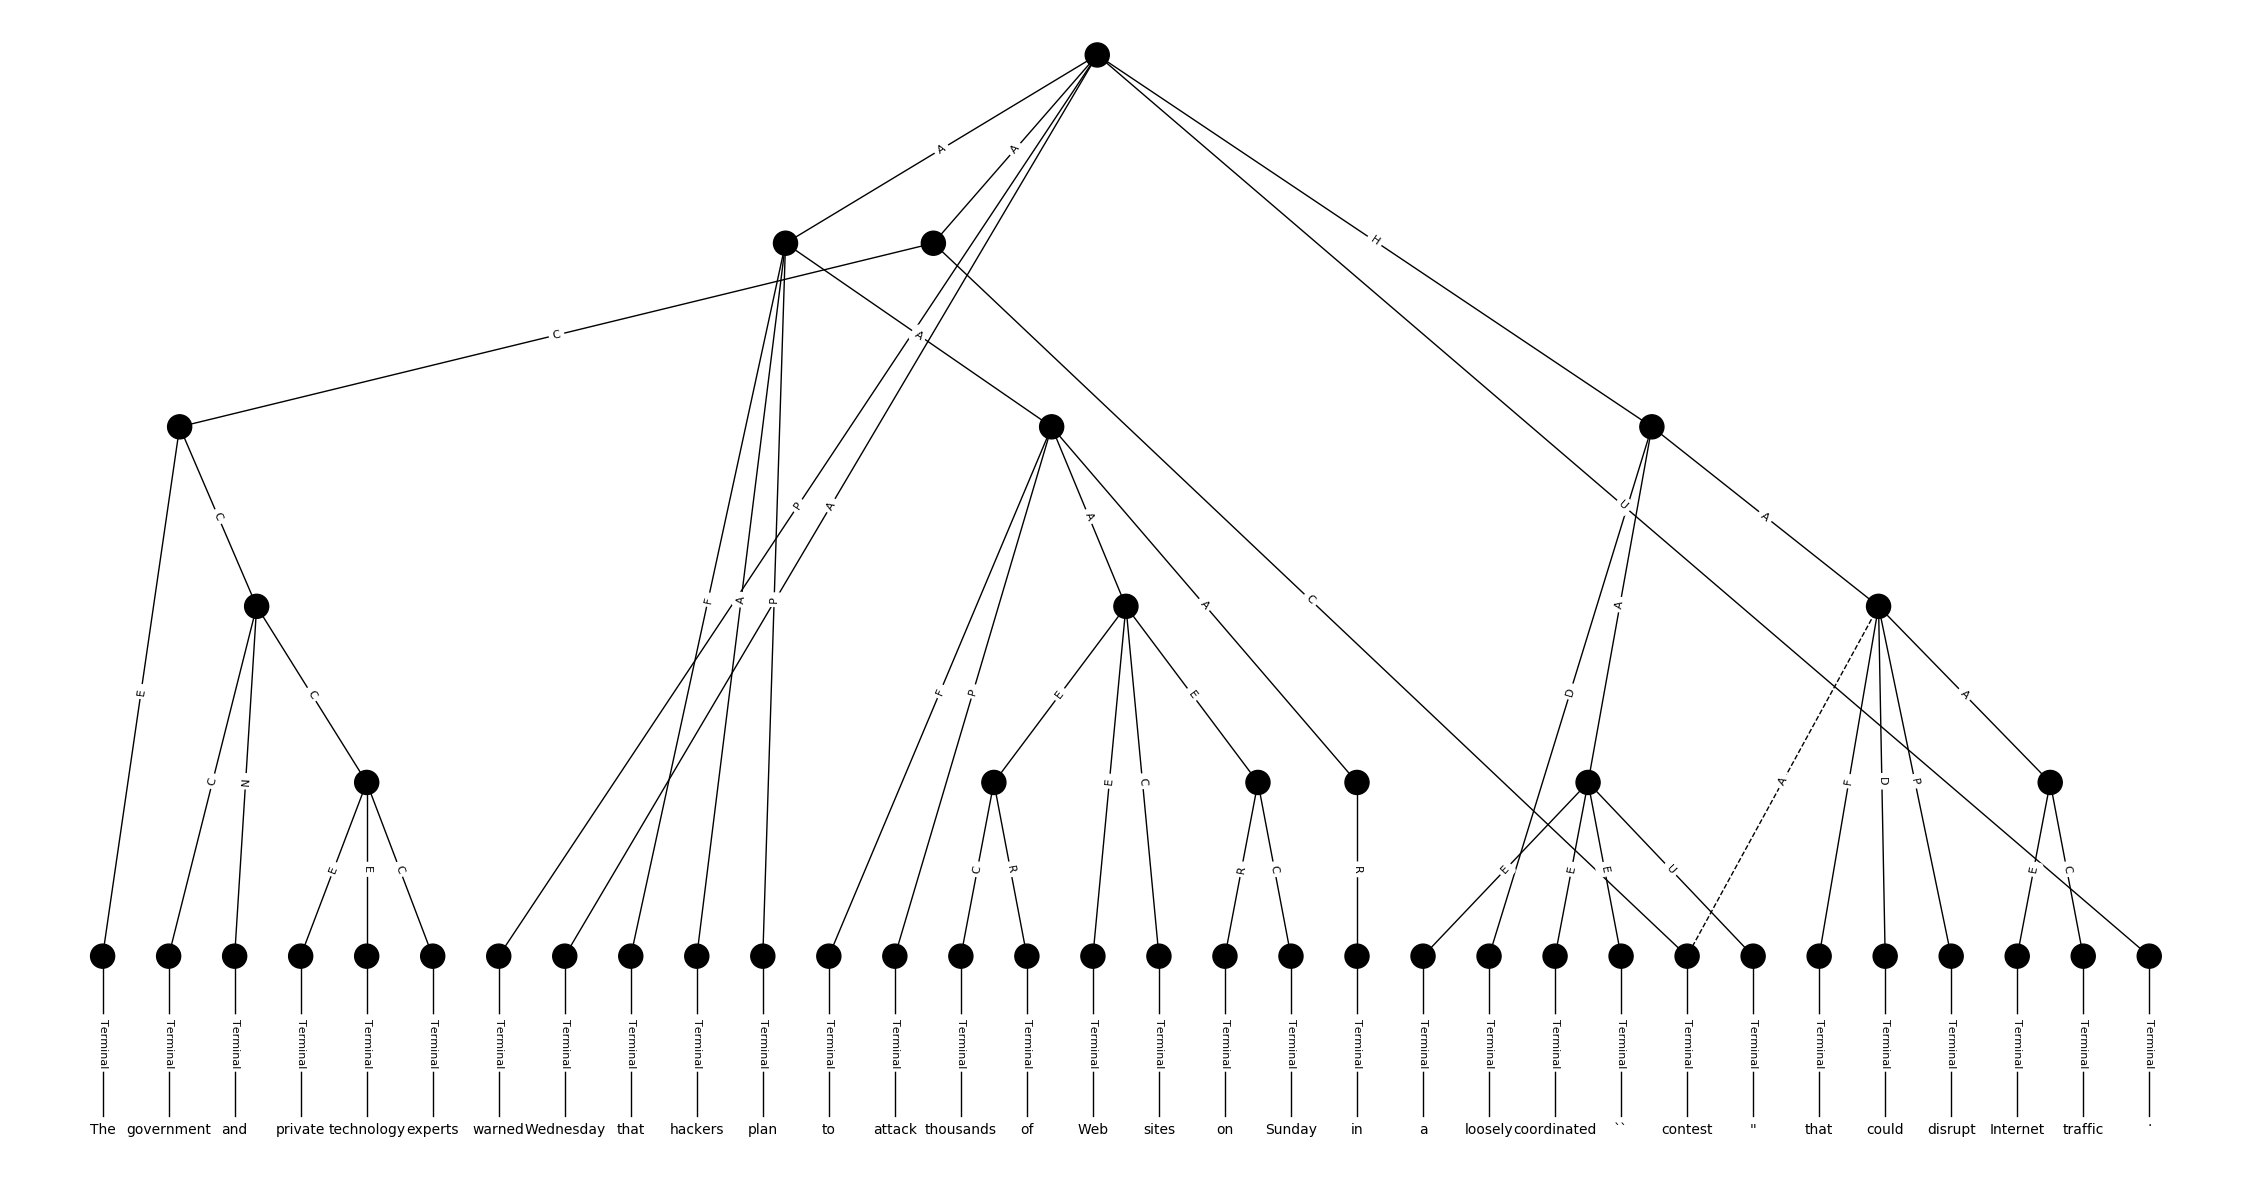 A A
H
C A
P A U A
C A
F A P A C
E D A
C E
F P E E A
C N E C F D P
E E C C R R C R E E E U E C
Terminal Terminal Terminal Terminal Terminal Terminal Terminal Terminal Terminal Terminal Terminal Terminal Terminal Terminal Terminal Terminal Terminal Terminal Terminal Terminal Terminal Terminal Terminal Terminal Terminal Terminal Terminal Terminal Terminal Terminal Terminal Terminal
The government and private technology experts warned Wednesday that hackers plan to attack thousands of Web sites on Sunday in a loosely coordinated `` contest " that could disrupt Internet traffic .